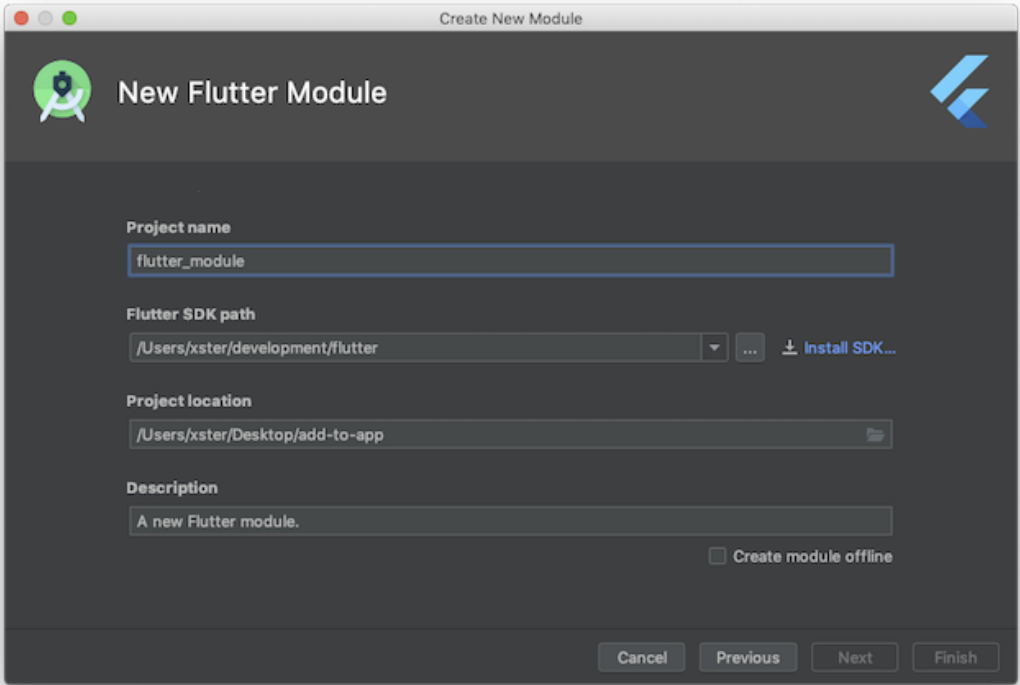 Create New Module
New Flutter Module
Project name
flutter_module
Flutter SDK path
/Users/xster/development/flutter
... Install SDK...
Project location
/Users/xster/Desktop/add-to-app
Description
A new Flutter module.
Create module offline
Cancel Previous Next Finish